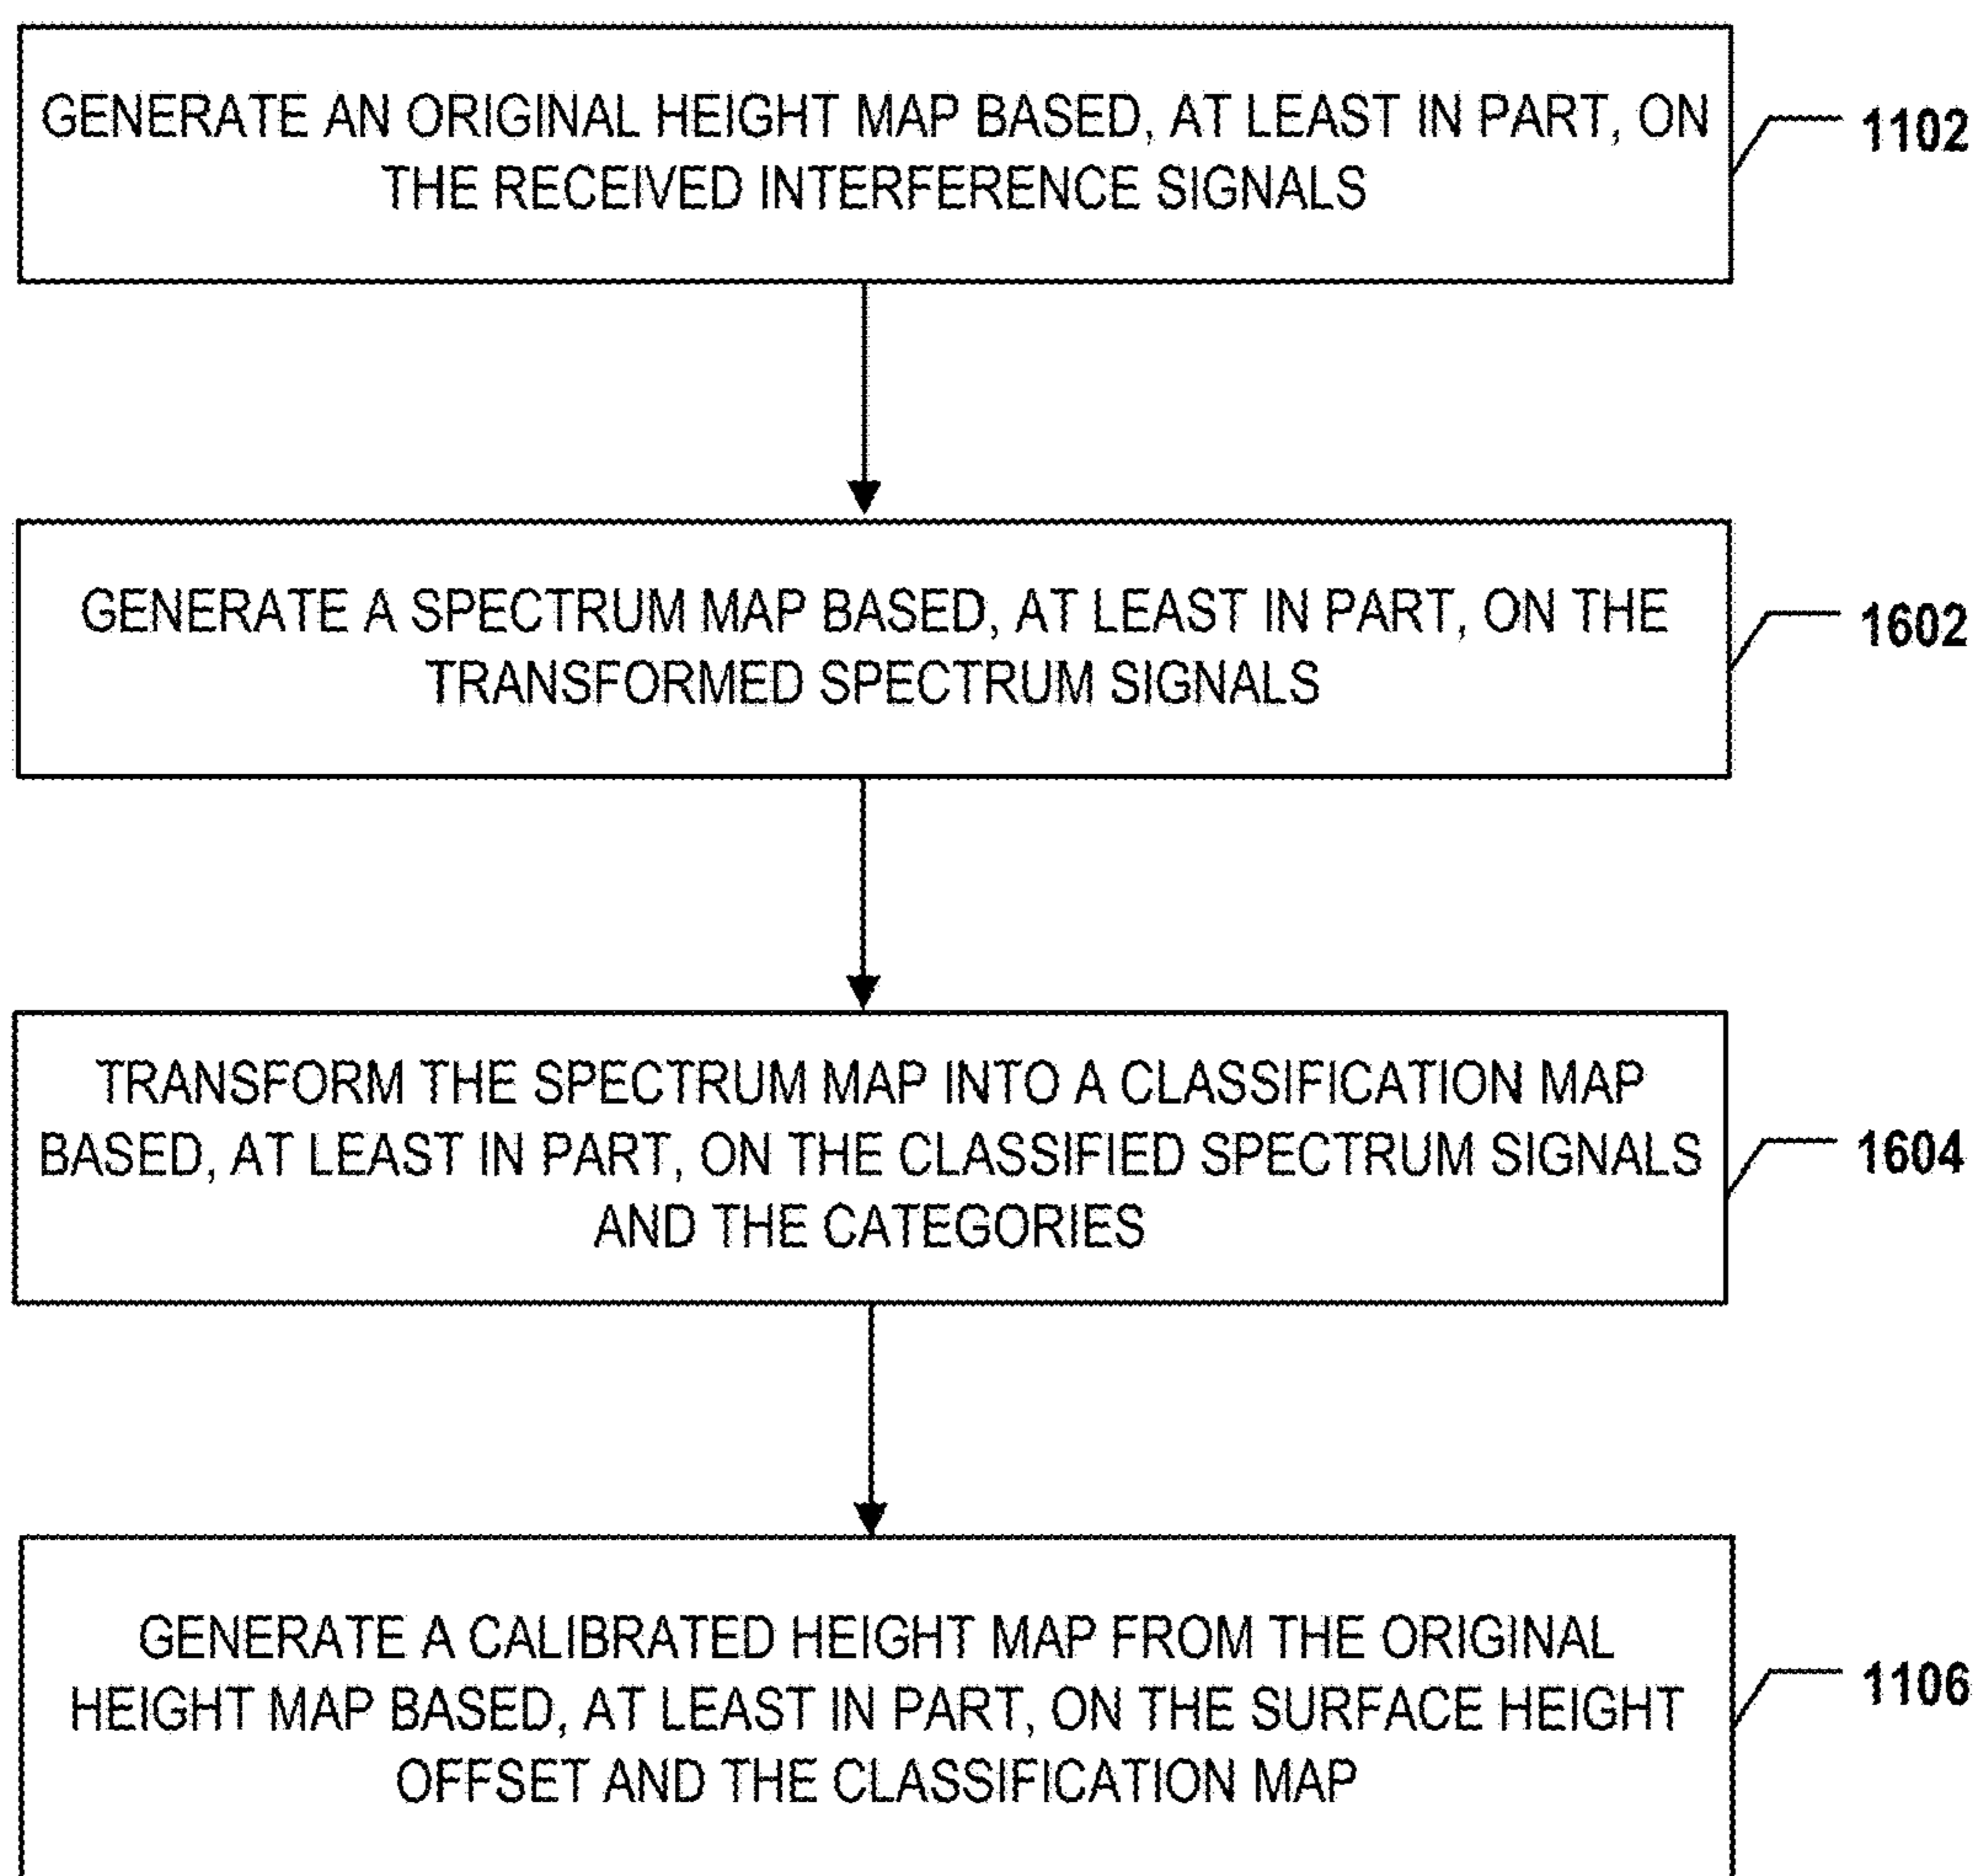 GENERATE AN ORIGINAL HEIGHT MAP BASED, AT LEAST IN PART, ON
THE RECEIVED INTERFERENCE SIGNALS
1102
GENERATE A SPECTRUM MAP BASED, AT LEAST IN PART, ON THE
TRANSFORMED SPECTRUM SIGNALS
1602
TRANSFORM THE SPECTRUM MAP INTO A CLASSIFICATION MAP
BASED, AT LEAST IN PART, ON THE CLASSIFIED SPECTRUM SIGNALS
AND THE CATEGORIES
1604
GENERATE A CALIBRATED HEIGHT MAP FROM THE ORIGINAL
HEIGHT MAP BASED, AT LEAST IN PART, ON THE SURFACE HEIGHT
OFFSET AND THE CLASSIFICATION MAP
1106